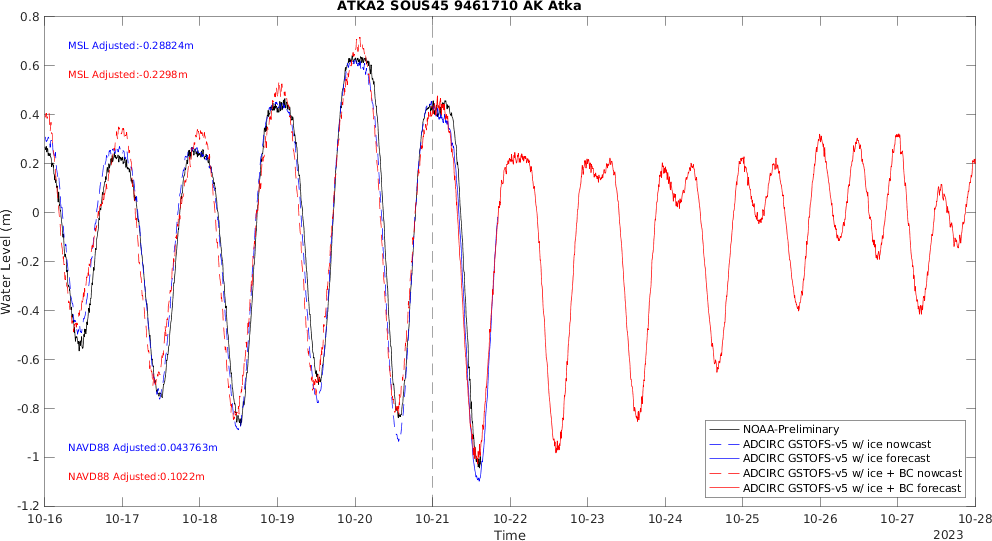 ATKA2 SOUS45 9461710 AK Atka
0.8
0.6
0.4
0.2
0
-0.2
-0.4
-0.6
-0.8
-1
-1.2
Water Level (m)
MSL Adjusted:-0.28824m
MSL Adjusted:-0.2298m
NAVD88 Adjusted:0.043763m
NAVD88 Adjusted:0.1022m
NOAA-Preliminary
ADCIRC GSTOFS-v5 w/ ice nowcast
ADCIRC GSTOFS-v5 w/ ice forecast
ADCIRC GSTOFS-v5 w/ ice + BC nowcast
ADCIRC GSTOFS-v5 w/ ice + BC forecast
10-16 10-17 10-18 10-19 10-20 10-21 10-22 10-23 10-24 10-25 10-26 10-27 10-28
Time
2023